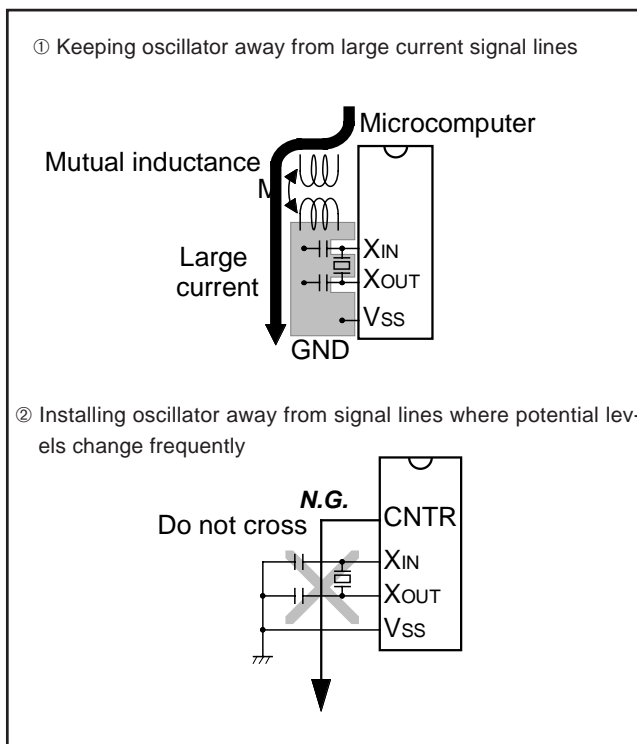 ① Keeping oscillator away from large current signal lines
Microcomputer
Mutual inductance
M
XIN
Large
current
XOUT
VSS
GND
② Installing oscillator away from signal lines where potential lev-
els change frequently
N.G.
CNTR
Do not cross
XIN
XOUT
VSS